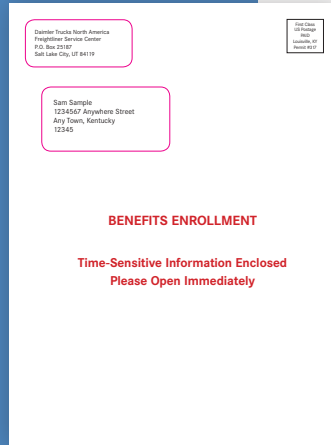 Daimler Trucks North America
Freightliner Service Center
P.O. Box 25187
Salt Lake City, UT 84119
First Class
US Postage
PAID
Louisville, KY
Permit #317
Sam Sample
1234567 Anywhere Street
Any Town, Kentucky
12345
BENEFITS ENROLLMENT
Time-Sensitive Information Enclosed
Please Open Immediately